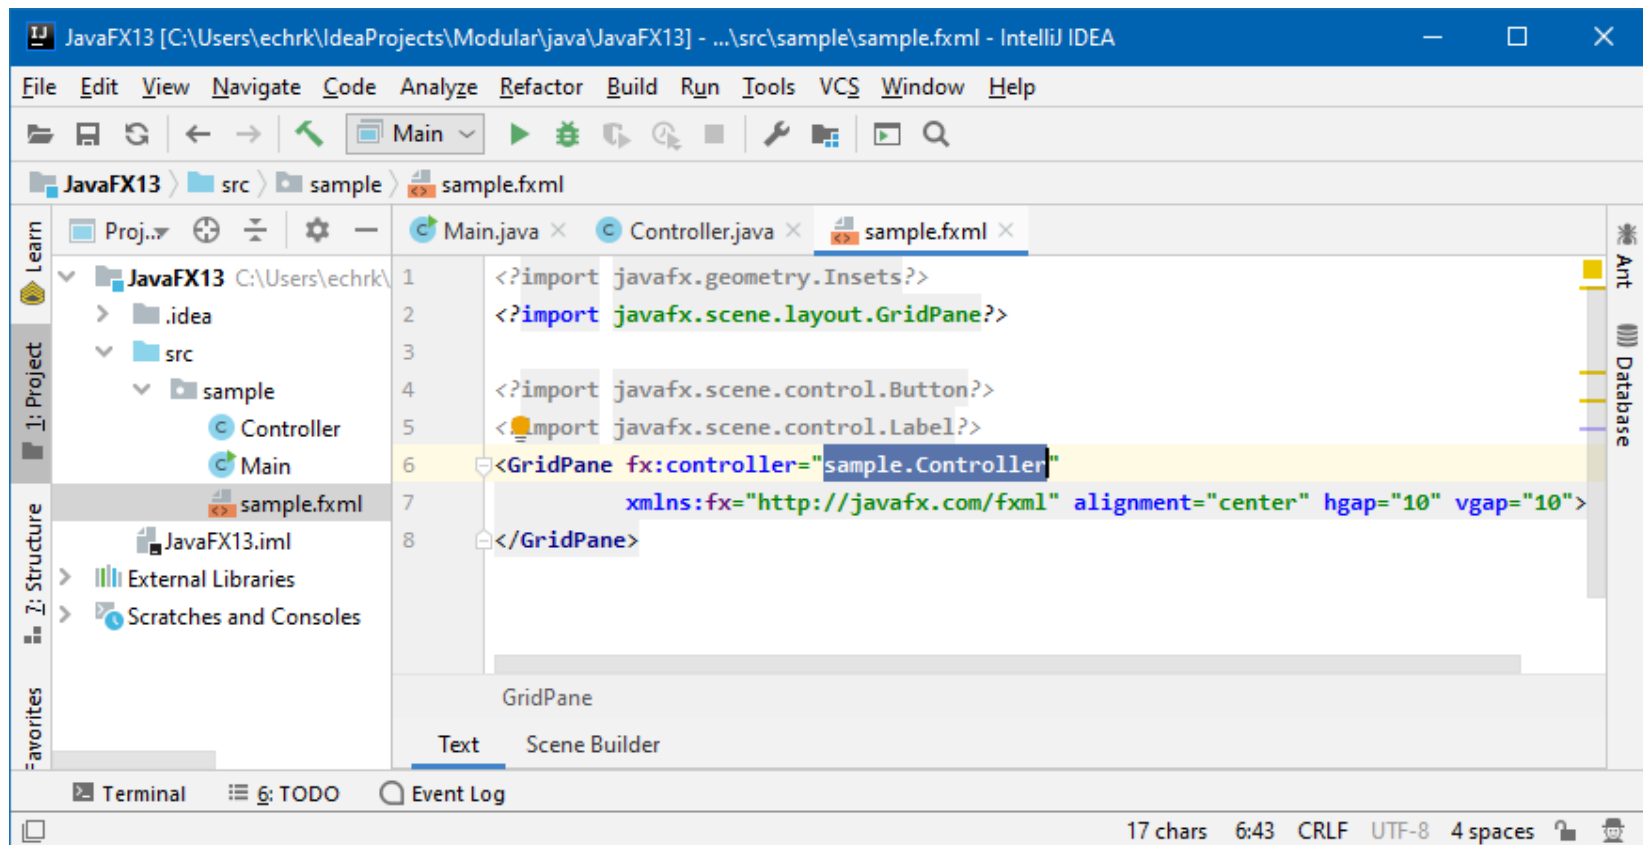 JavaFX13 [C:\Users\echrk\IdeaProjects\Modular\java\JavaFX13] - ...\src\sample\sample.fxml - IntelliJ IDEA
File Edit View Navigate Code Analyze Refactor Build Run Tools VCS Window Help
Main
JavaFX13 src sample sample.fxml
Learn
1: Project
7: Structure
Favorites
Proj...
JavaFX13 C:\Users\echrk\
.idea
src
sample
Controller
Main
sample.fxml
JavaFX13.iml
External Libraries
Scratches and Consoles
Main.java Controller.java sample.fxml
1 <?import javafx.geometry.Insets?>
2 <?import javafx.scene.layout.GridPane?>
3
4 <?import javafx.scene.control.Button?>
5 <?import javafx.scene.control.Label?>
6 <GridPane fx:controller="sample.Controller"
7 xmlns:fx="http://javafx.com/fxml" alignment="center" hgap="10" vgap="10">
8 </GridPane>
GridPane
Text Scene Builder
Ant
Database
Terminal 6: TODO Event Log
17 chars 6:43 CRLF UTF-8 4 spaces